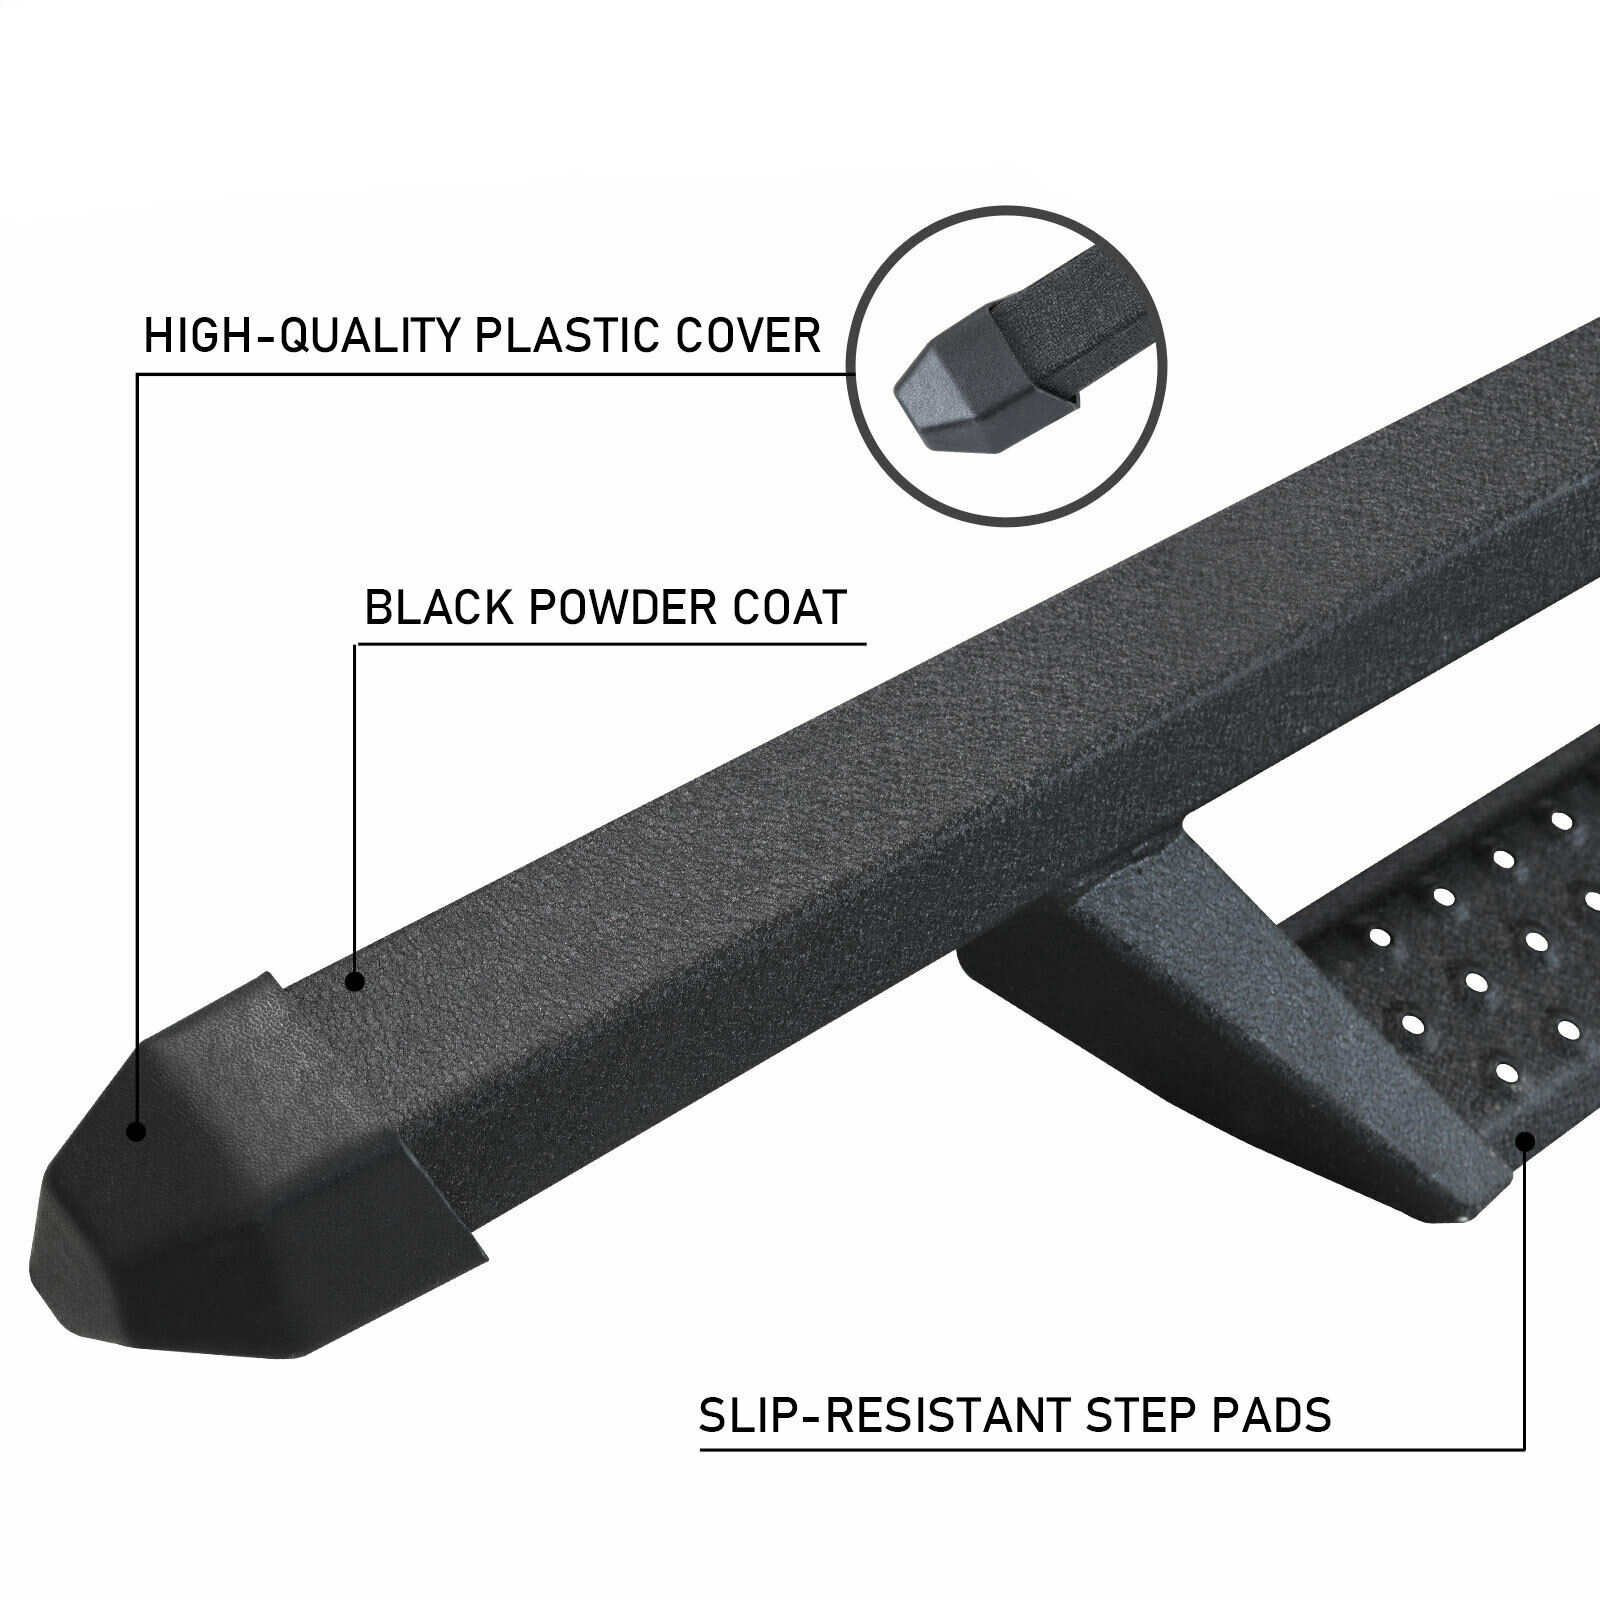 HIGH-QUALITY PLASTIC COVER
BLACK POWDER COAT
SLIP-RESISTANT STEP PADS